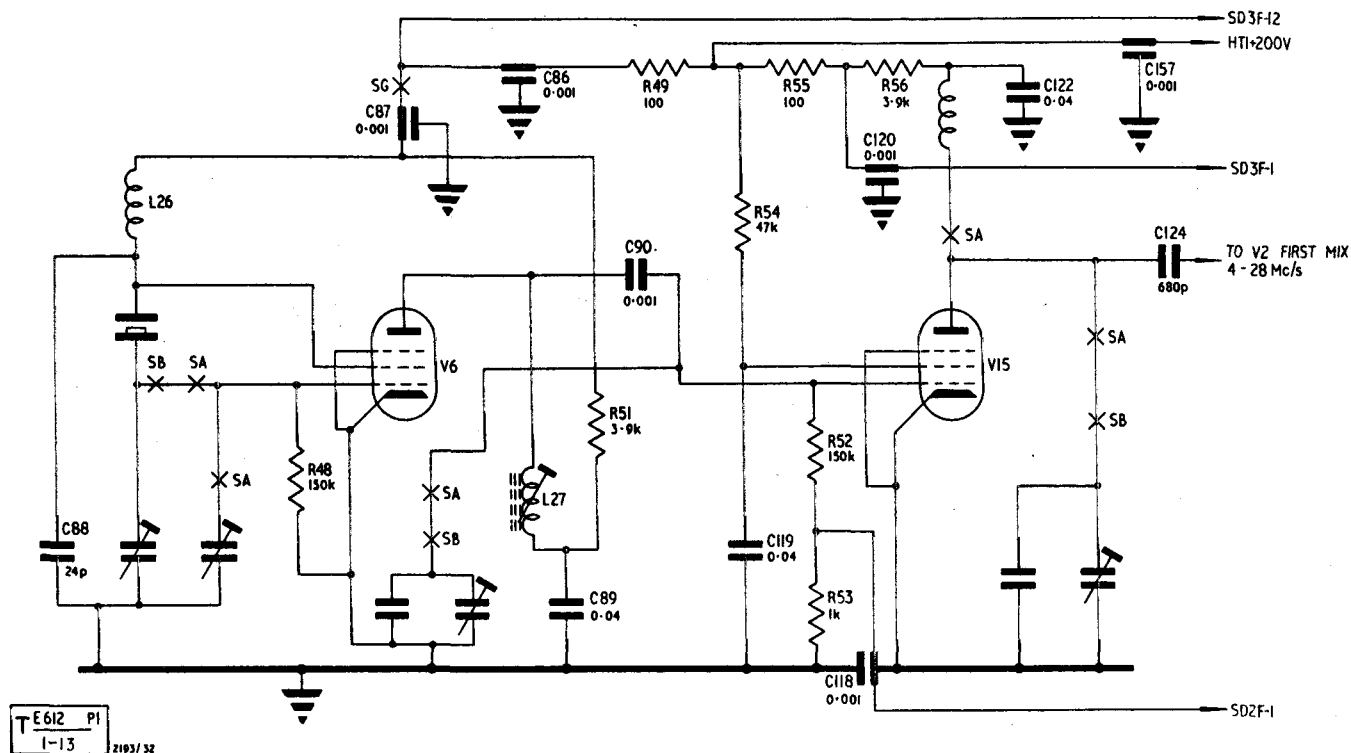 SD3F-12
HT1+200V
C86
0·001
R49
100
R55
100
R56
3·9k
C122
0·04
C157
0·001
SG
C87
0·001
C120
0·001
SD3F-1
L26
R54
47k
SA
C124
680p
TO V2 FIRST MIX
4-28 Mc/s
C90
0·001
SB
SA
V6
V15
SA
SA
R48
150k
R51
3·9k
R52
150k
SB
SA
L27
C88
24p
SB
C119
0·04
C89
0·04
R53
1k
C118
0·001
SD2F-1
T E612 P1
1-13
2193/32